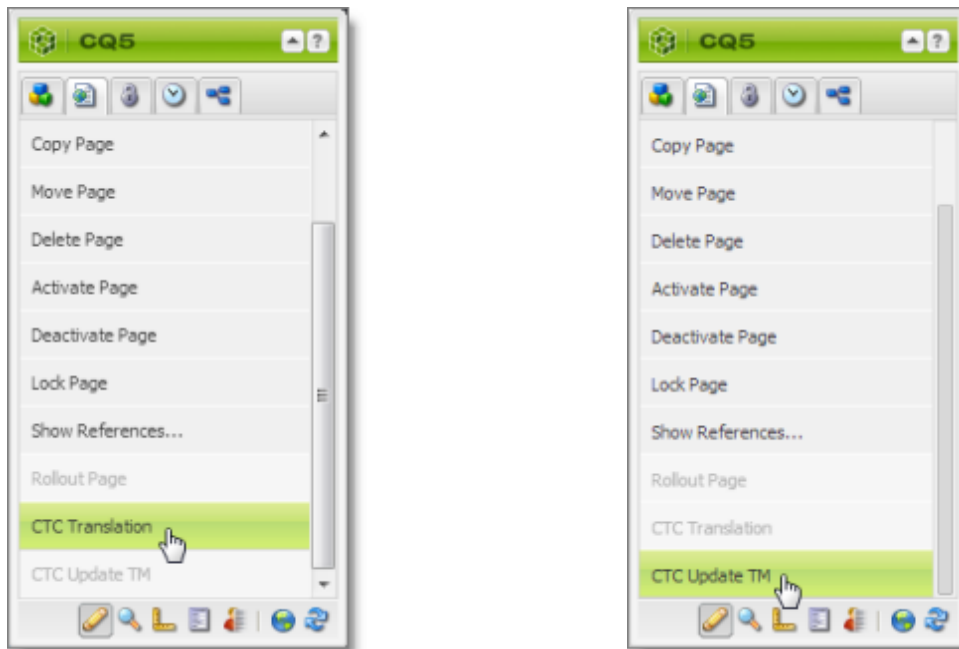 CQ5
?
Copy Page
Move Page
Delete Page
Activate Page
Deactivate Page
Lock Page
Show References...
Rollout Page
CTC Translation
CTC Update TM
CQ5
?
Copy Page
Move Page
Delete Page
Activate Page
Deactivate Page
Lock Page
Show References...
Rollout Page
CTC Translation
CTC Update TM